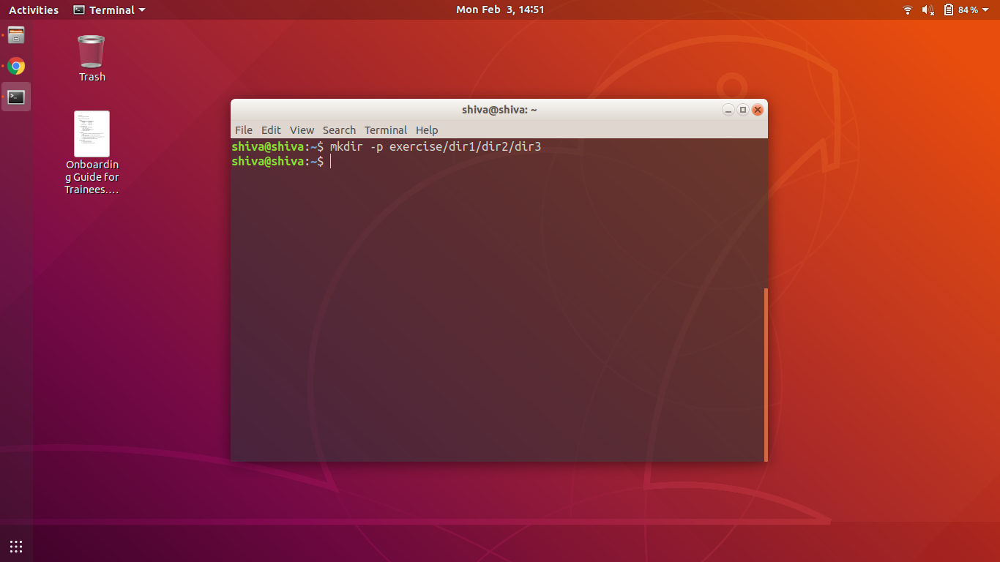 Activities
Terminal
Mon Feb 3, 14:51
84%
Trash
Onboardin
g Guide for
Trainees....
shiva@shiva: ~
File Edit View Search Terminal Help
shiva@shiva:~$ mkdir -p exercise/dir1/dir2/dir3
shiva@shiva:~$